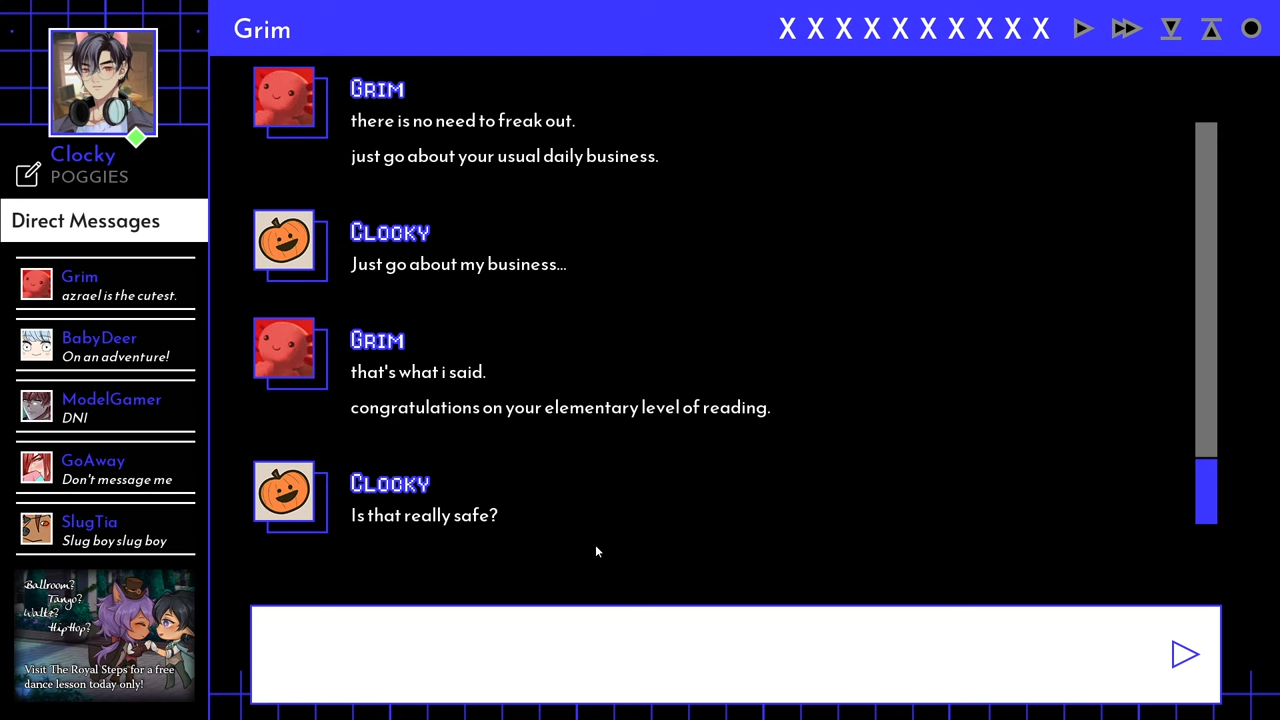 Grim
X X X X X X X X X X
Clocky
POGGIES
Direct Messages
Grim
azrael is the cutest.
BabyDeer
On an adventure!
ModelGamer
DNI
GoAway
Don't message me
SlugTia
Slug boy slug boy
Ballroom?
Tango?
Waltz?
HipHop?
Visit The Royal Steps for a free
dance lesson today only!
Grim
there is no need to freak out.
just go about your usual daily business.
Clocky
Just go about my business...
Grim
that's what i said.
congratulations on your elementary level of reading.
Clocky
Is that really safe?